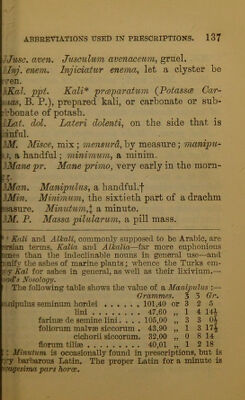 ABBREVIATIONS USED IN PRESCRIPTIONS. 137
Jusc. aven. Jusculum avenaceum, gruel.
Inj. enem. Injiciatur enema, let a clyster be
Kal. ppt. Kali* præparatum (Potassæ Car-
B. P.), prepared kali, or carbonate or sub-
carbonate of potash.
Lat. dol. Lateri dolenti, on the side that is
painful.
M. Misce, mix ; mensurâ, by measure ; manipu-
a handful ; minimum, a minim.
Mane pr. Mane primo, very early in the morn-
Man. Manipulus, a handful.†
Min. Minimum, the sixtieth part of a drachm
measure. Minutum,‡ a minute.
M. P. Massa pilularum, a pill mass.
* Kali and Alkali, commonly supposed to be Arabic, are
Persian terms, Kalia and Alkalia—far more euphonious
names than the indeclinable nouns in general use—and
signify the ashes of marine plants ; whence the Turks em-
ploy Kal for ashes in general, as well as their lixivium.—
Nosology.
The following table shows the value of a Manipulus :—
Grammes. ℥ ʒ Gr.
Manipulus seminum hordei . . . . . 101,40 or 3 2 5
lini . . . . . . . 47,60 „ 1 4 14½
farinæ de semine lini . . . 105,00 „ 3 3 0½
foliorum malvæ siccorum . 43,90 „ 1 3 17½
cichorii siccorum. 32,00 „ 0 8 14
florum tiliæ . . . . . . . 40,01 „ 1 2 18
‡ Minutum is occasionally found in prescriptions, but is
very barbarous Latin. The proper Latin for a minute is
sexagesima pars horæ.